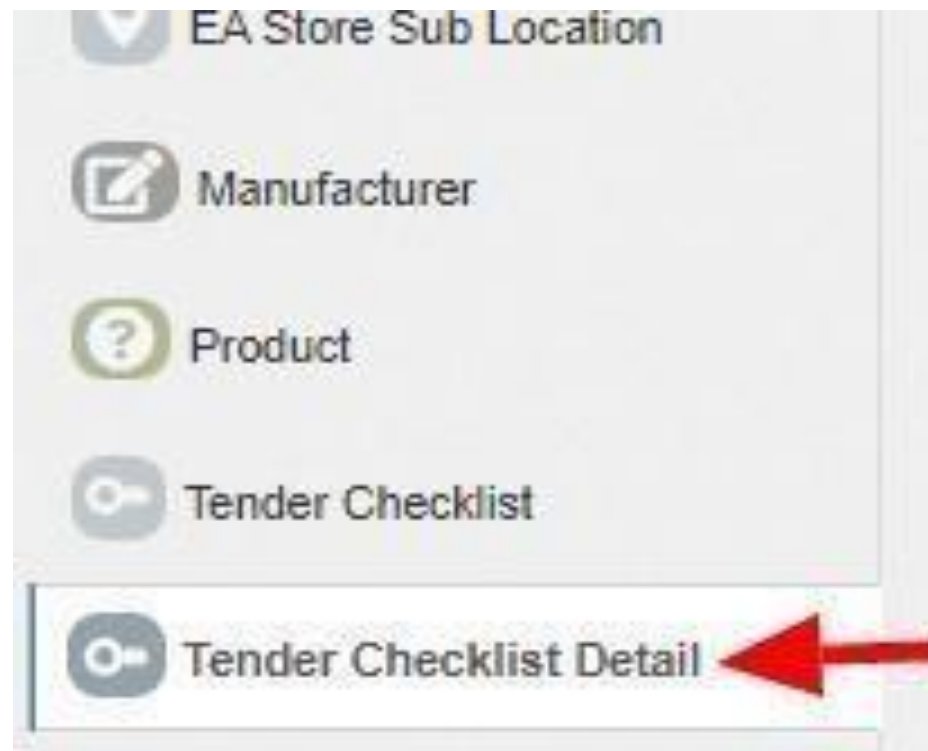 EA Store Sub Location
Manufacturer
Product
Tender Checklist
Tender Checklist Detail